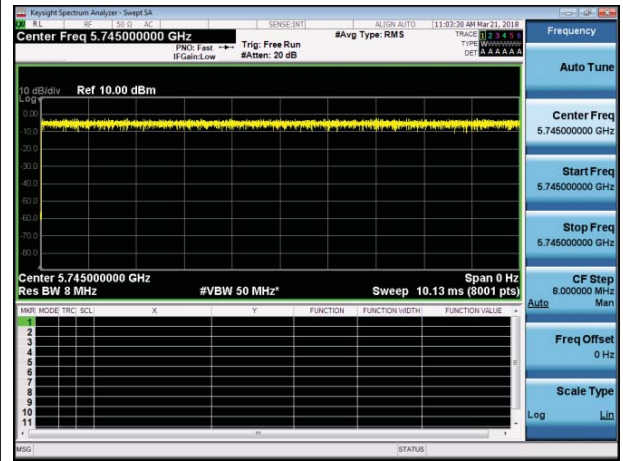 Keysight Spectrum Analyzer - Swept SA
RL RF 50 Ω AC SENSE:INT ALIGN AUTO 11:03:30 AM Mar 21, 2018
Center Freq 5.745000000 GHz #Avg Type: RMS TRACE 1 2 3 4 5 6
PNO: Fast Trig: Free Run TYPE WWWWWW
IFGain:Low #Atten: 20 dB DET A A A A A A
Frequency
Auto Tune
10 dB/div Ref 10.00 dBm
Log
0.00
-10.0
-20.0
-30.0
-40.0
-50.0
-60.0
-70.0
-80.0
Center Freq
5.745000000 GHz
Start Freq
5.745000000 GHz
Stop Freq
5.745000000 GHz
Center 5.745000000 GHz Span 0 Hz
Res BW 8 MHz #VBW 50 MHz* Sweep 10.13 ms (8001 pts)
CF Step
8.000000 MHz
Auto Man
MKR MODE TRC SCL X Y FUNCTION FUNCTION WIDTH FUNCTION VALUE
1
2
3
4
5
6
7
8
9
10
11
Freq Offset
0 Hz
Scale Type
Log Lin
MSG STATUS